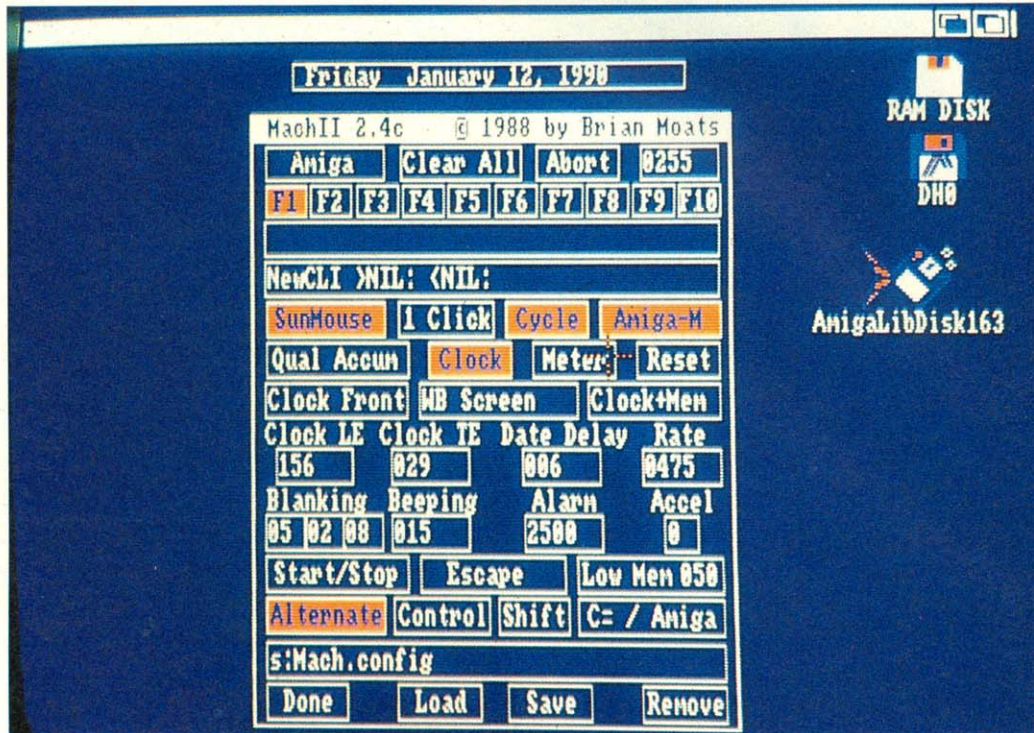 Friday January 12, 1990
RAM DISK
DH0
AmigaLibDisk163
MachII 2.4c © 1988 by Brian Moats
Amiga Clear All Abort 0255
F1 F2 F3 F4 F5 F6 F7 F8 F9 F10
NewCLI >NIL: <NIL:
SunMouse 1 Click Cycle Amiga-M
Qual Accum Clock Meter Reset
Clock Front WB Screen Clock+Mem
Clock LE Clock TE Date Delay Rate
156 029 006 0475
Blanking Beeping Alarm Accel
05 02 08 015 2500 0
Start/Stop Escape Low Mem 050
Alternate Control Shift C= / Amiga
s:Mach.config
Done Load Save Remove